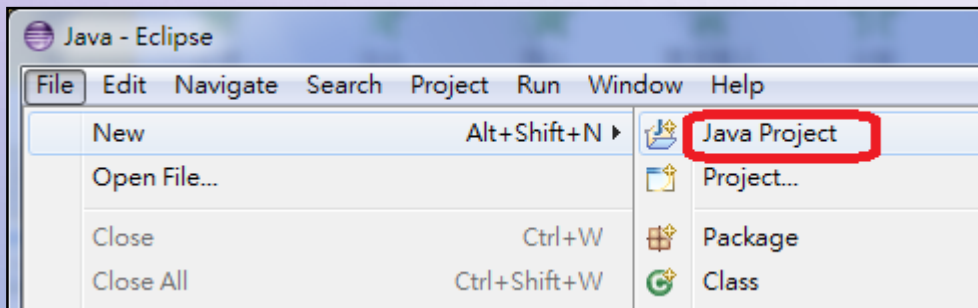 Java - Eclipse
File Edit Navigate Search Project Run Window Help
New Alt+Shift+N Java Project
Open File... Project...
Close Ctrl+W Package
Close All Ctrl+Shift+W Class